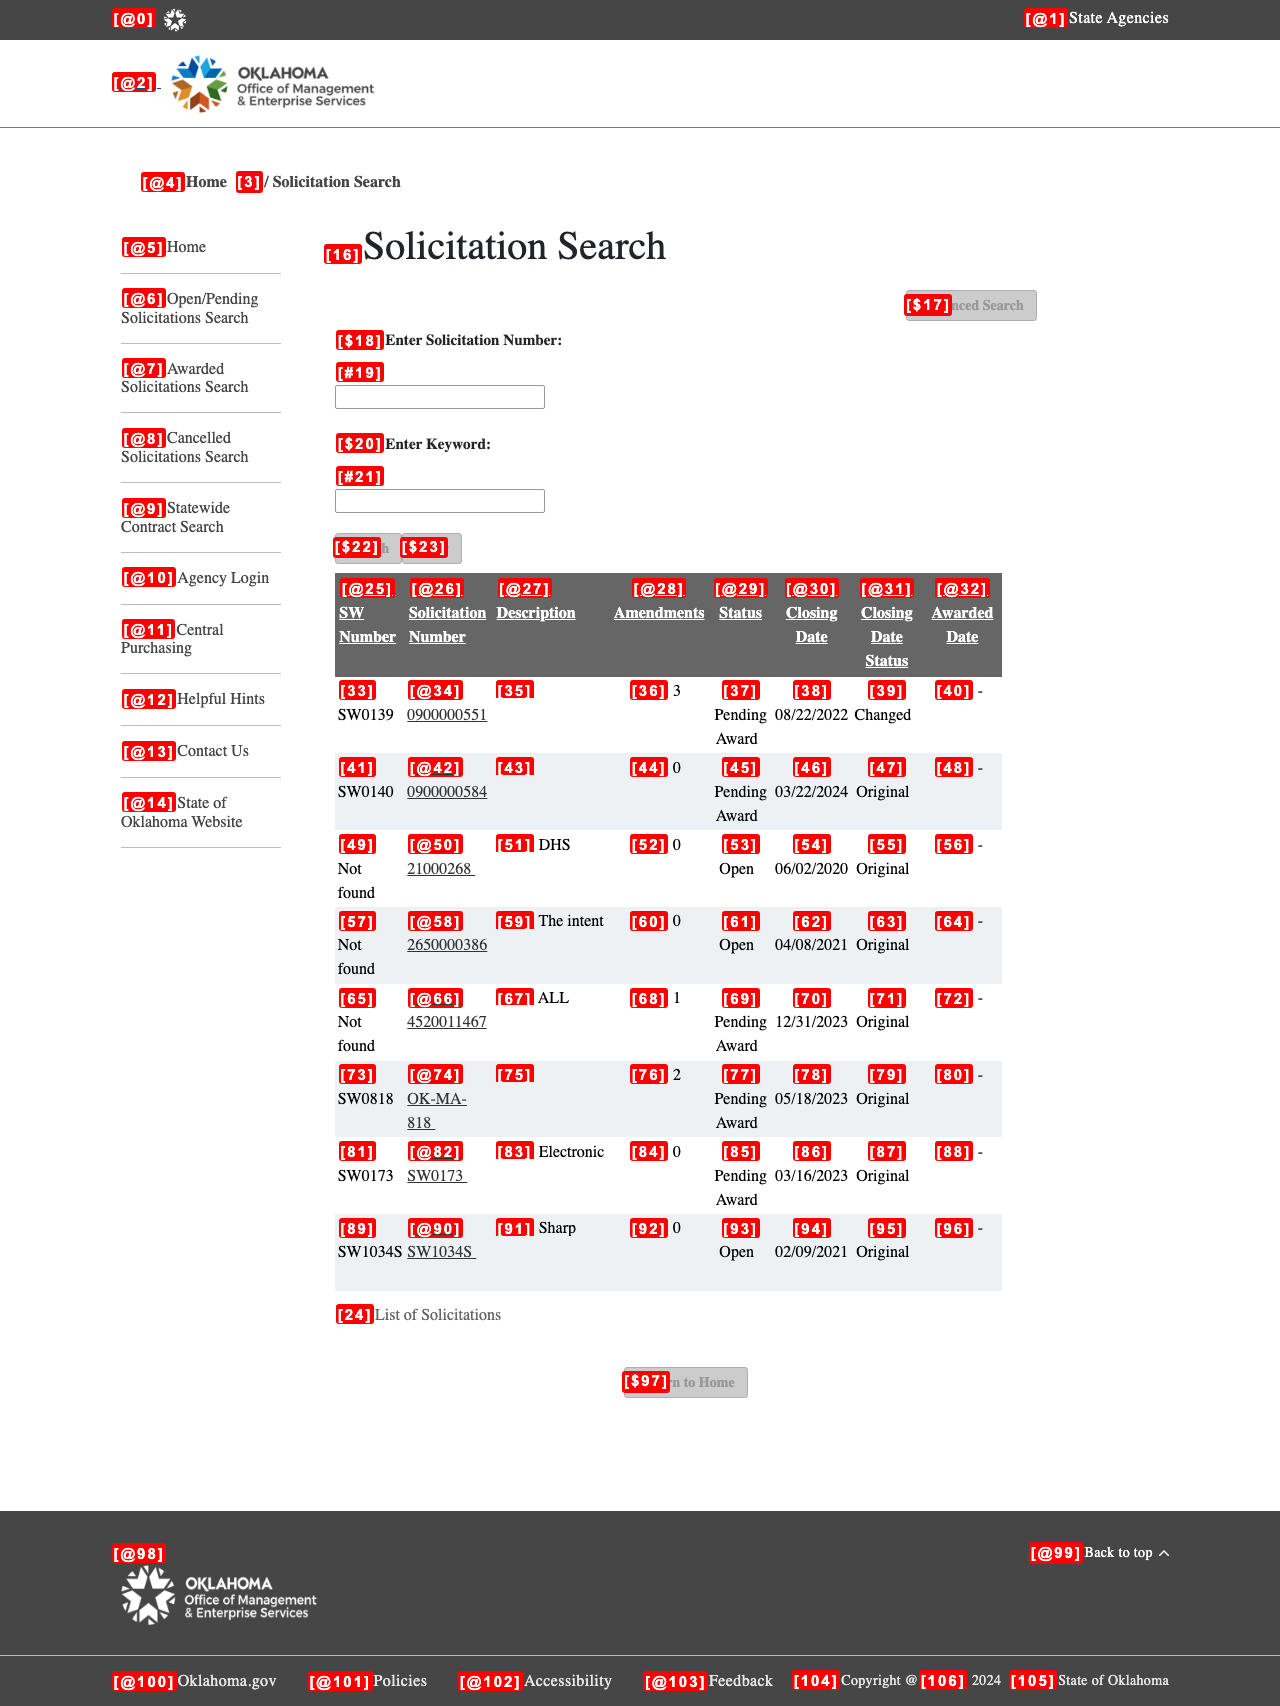 [@0]
[@1] State Agencies
[@2]
OKLAHOMA
Office of Management
& Enterprise Services
[@4] Home [3] / Solicitation Search
[@5] Home
[@6] Open/Pending
Solicitations Search
[@7] Awarded
Solicitations Search
[@8] Cancelled
Solicitations Search
[@9] Statewide
Contract Search
[@10] Agency Login
[@11] Central
Purchasing
[@12] Helpful Hints
[@13] Contact Us
[@14] State of
Oklahoma Website
[16] Solicitation Search
[$17] nced Search
[$18] Enter Solicitation Number:
[#19]
[$20] Enter Keyword:
[#21]
[$22] h [$23]
[@25] SW Number [@26] Solicitation Number [@27] Description [@28] Amendments [@29] Status [@30] Closing Date [@31] Closing Date Status [@32] Awarded Date
[33] SW0139 [@34] 0900000551 [35] [36] 3 [37] Pending Award [38] 08/22/2022 [39] Changed [40] -
[41] SW0140 [@42] 0900000584 [43] [44] 0 [45] Pending Award [46] 03/22/2024 [47] Original [48] -
[49] Not found [@50] 21000268 [51] DHS [52] 0 [53] Open [54] 06/02/2020 [55] Original [56] -
[57] Not found [@58] 2650000386 [59] The intent [60] 0 [61] Open [62] 04/08/2021 [63] Original [64] -
[65] Not found [@66] 4520011467 [67] ALL [68] 1 [69] Pending Award [70] 12/31/2023 [71] Original [72] -
[73] SW0818 [@74] OK-MA-818 [75] [76] 2 [77] Pending Award [78] 05/18/2023 [79] Original [80] -
[81] SW0173 [@82] SW0173 [83] Electronic [84] 0 [85] Pending Award [86] 03/16/2023 [87] Original [88] -
[89] SW1034S [@90] SW1034S [91] Sharp [92] 0 [93] Open [94] 02/09/2021 [95] Original [96] -
[24] List of Solicitations
[$97] n to Home
[@98]
[@99] Back to top
OKLAHOMA
Office of Management
& Enterprise Services
[@100] Oklahoma.gov [@101] Policies [@102] Accessibility [@103] Feedback [104] Copyright @ [106] 2024 [105] State of Oklahoma